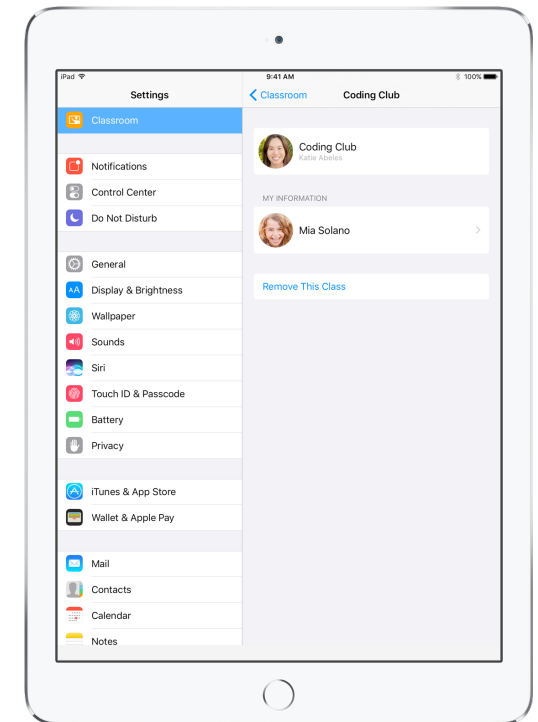 iPad
9:41 AM
100%
Settings
Classroom
Coding Club
Classroom
Notifications
Control Center
Do Not Disturb
General
Display & Brightness
Wallpaper
Sounds
Siri
Touch ID & Passcode
Battery
Privacy
iTunes & App Store
Wallet & Apple Pay
Mail
Contacts
Calendar
Notes
Coding Club
Katie Abeles
MY INFORMATION
Mia Solano
Remove This Class